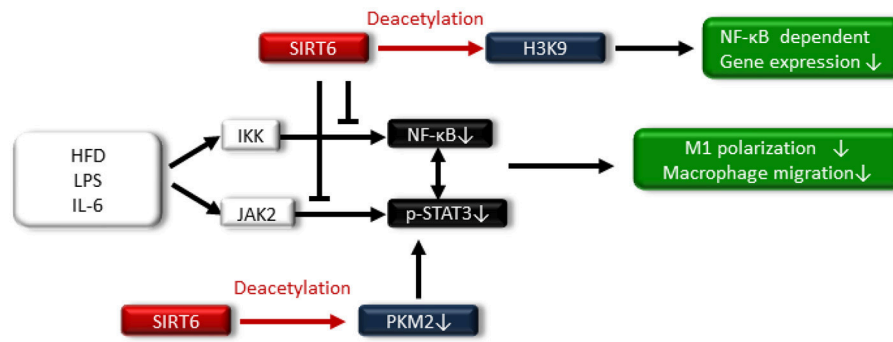 Deacetylation
SIRT6
H3K9
NF-κB dependent
Gene expression ↓
HFD
LPS
IL-6
IKK
NF-κB↓
JAK2
p-STAT3↓
M1 polarization ↓
Macrophage migration↓
Deacetylation
SIRT6
PKM2↓